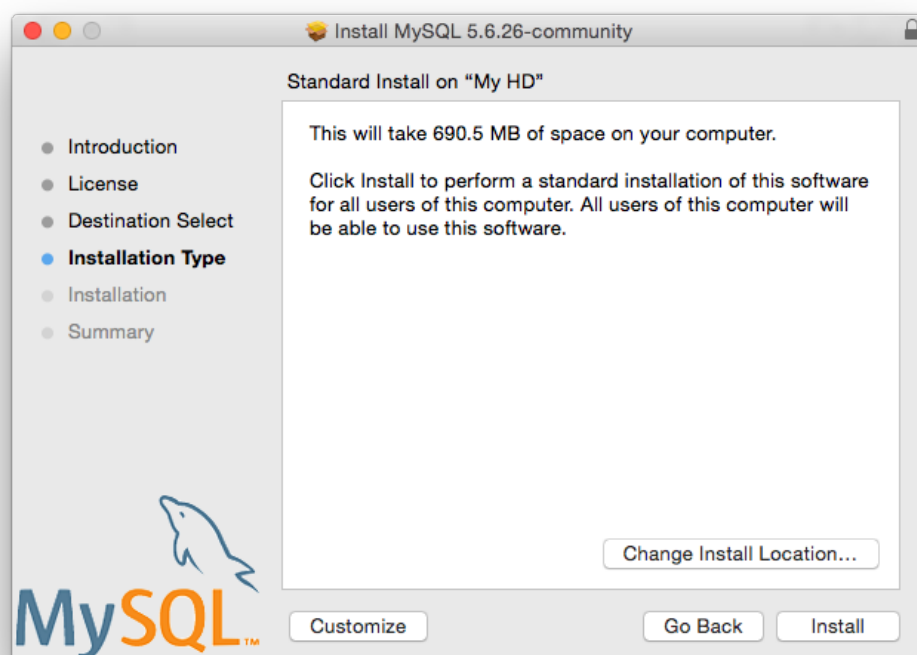 Install MySQL 5.6.26-community
Standard Install on “My HD”
Introduction
License
Destination Select
Installation Type
Installation
Summary
This will take 690.5 MB of space on your computer.
Click Install to perform a standard installation of this software
for all users of this computer. All users of this computer will
be able to use this software.
Change Install Location...
MySQL™
Customize
Go Back
Install